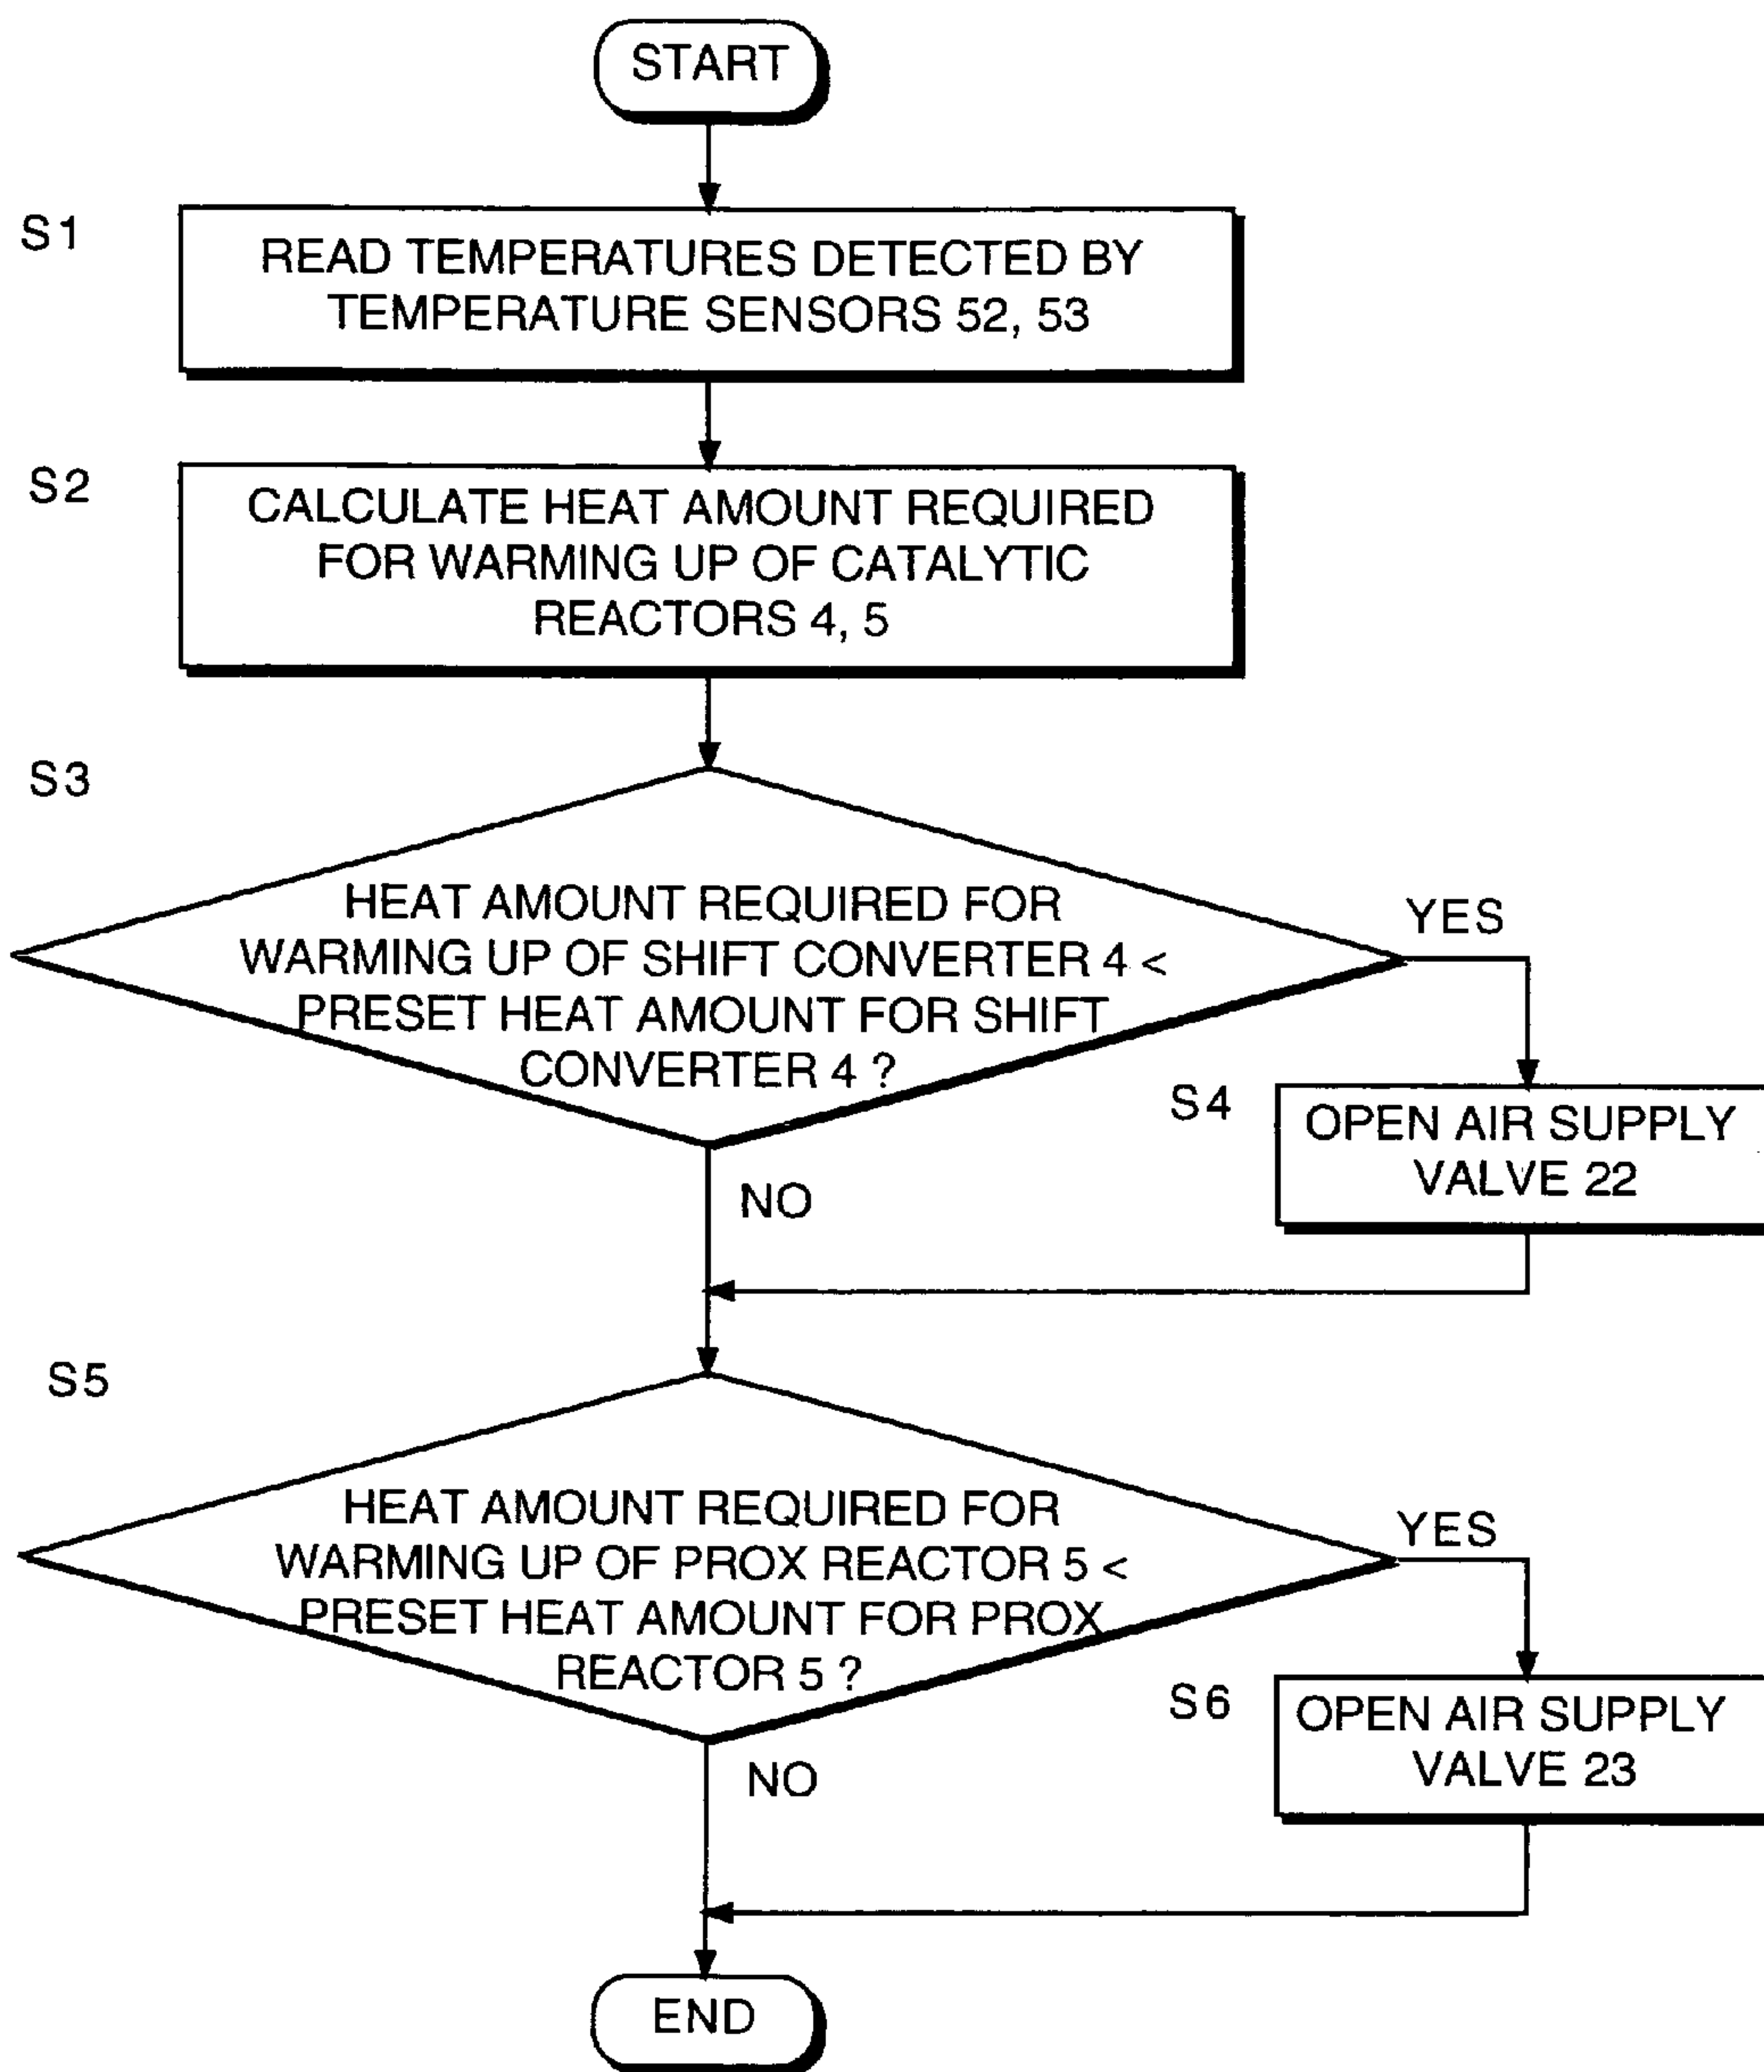 START
S1
READ TEMPERATURES DETECTED BY
TEMPERATURE SENSORS 52, 53
S2
CALCULATE HEAT AMOUNT REQUIRED
FOR WARMING UP OF CATALYTIC
REACTORS 4, 5
S3
HEAT AMOUNT REQUIRED FOR
WARMING UP OF SHIFT CONVERTER 4 <
PRESET HEAT AMOUNT FOR SHIFT
CONVERTER 4 ?
YES
S4
OPEN AIR SUPPLY
VALVE 22
NO
S5
HEAT AMOUNT REQUIRED FOR
WARMING UP OF PROX REACTOR 5 <
PRESET HEAT AMOUNT FOR PROX
REACTOR 5 ?
YES
S6
OPEN AIR SUPPLY
VALVE 23
NO
END